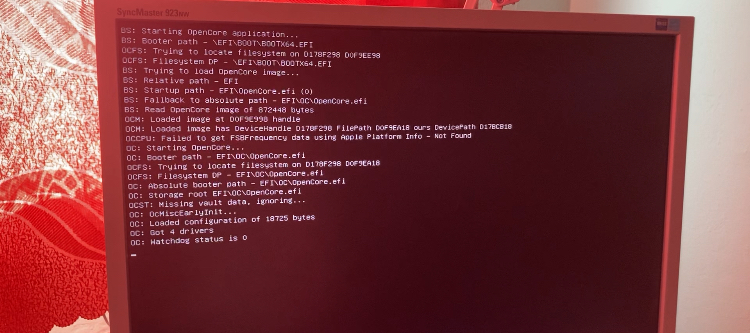 SyncMaster 923nw
BS: Starting OpenCore application...
BS: Booter path - \EFI\BOOT\BOOTX64.EFI
OCFS: Trying to locate filesystem on D178F298 D0F9EE98
OCFS: Filesystem DP - \EFI\BOOT\BOOTX64.EFI
BS: Trying to load OpenCore image...
BS: Relative path - EFI
BS: Startup path - EFI\OpenCore.efi (0)
BS: Fallback to absolute path - EFI\OC\OpenCore.efi
BS: Read OpenCore image of 872448 bytes
OCM: Loaded image at D0F9E998 handle
OCM: Loaded image has DeviceHandle D178F298 FilePath D0F9EA18 ours DevicePath D17BCB18
OCCPU: Failed to get FSBFrequency data using Apple Platform Info - Not Found
OC: Starting OpenCore...
OC: Booter path - EFI\OC\OpenCore.efi
OCFS: Trying to locate filesystem on D178F298 D0F9EA18
OCFS: Filesystem DP - EFI\OC\OpenCore.efi
OC: Absolute booter path - EFI\OC\OpenCore.efi
OC: Storage root EFI\OC\OpenCore.efi
OCST: Missing vault data, ignoring...
OC: OcMiscEarlyInit...
OC: Loaded configuration of 18725 bytes
OC: Got 4 drivers
OC: Watchdog status is 0